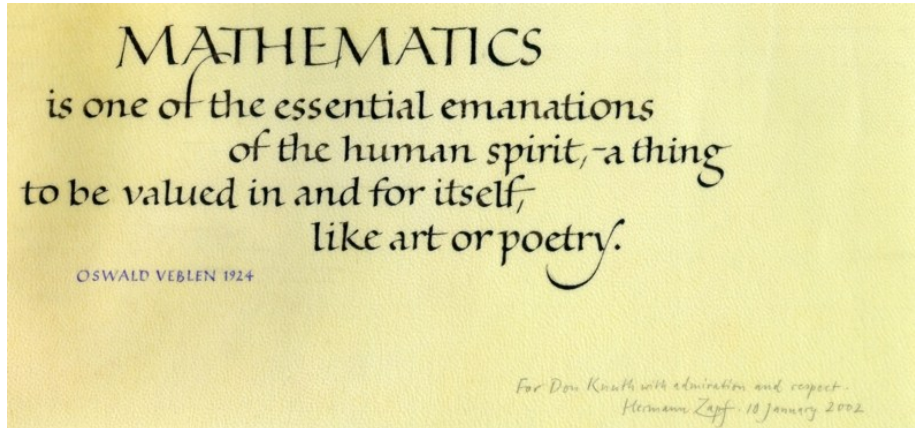 MATHEMATICS
is one of the essential emanations
of the human spirit,-a thing
to be valued in and for itself,-
like art or poetry.
OSWALD VEBLEN 1924
For Don Knuth with admiration and respect.
Hermann Zapf. 10 January 2002